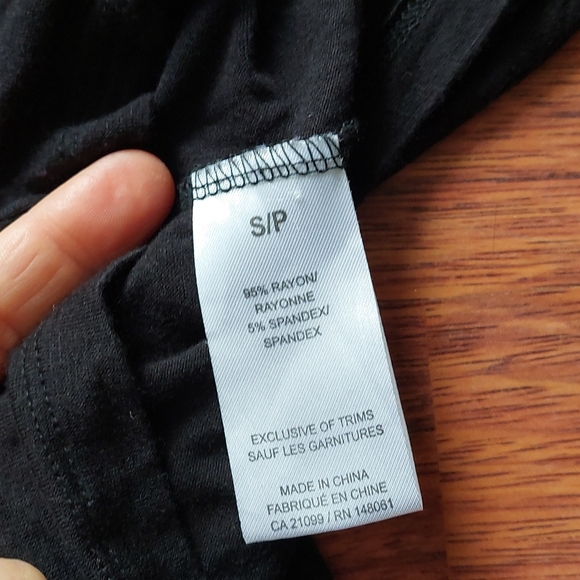 S/P
95% RAYON/
RAYONNE
5% SPANDEX/
SPANDEX
EXCLUSIVE OF TRIMS
SAUF LES GARNITURES
MADE IN CHINA
FABRIQUÉ EN CHINE
CA 21099 / RN 148061